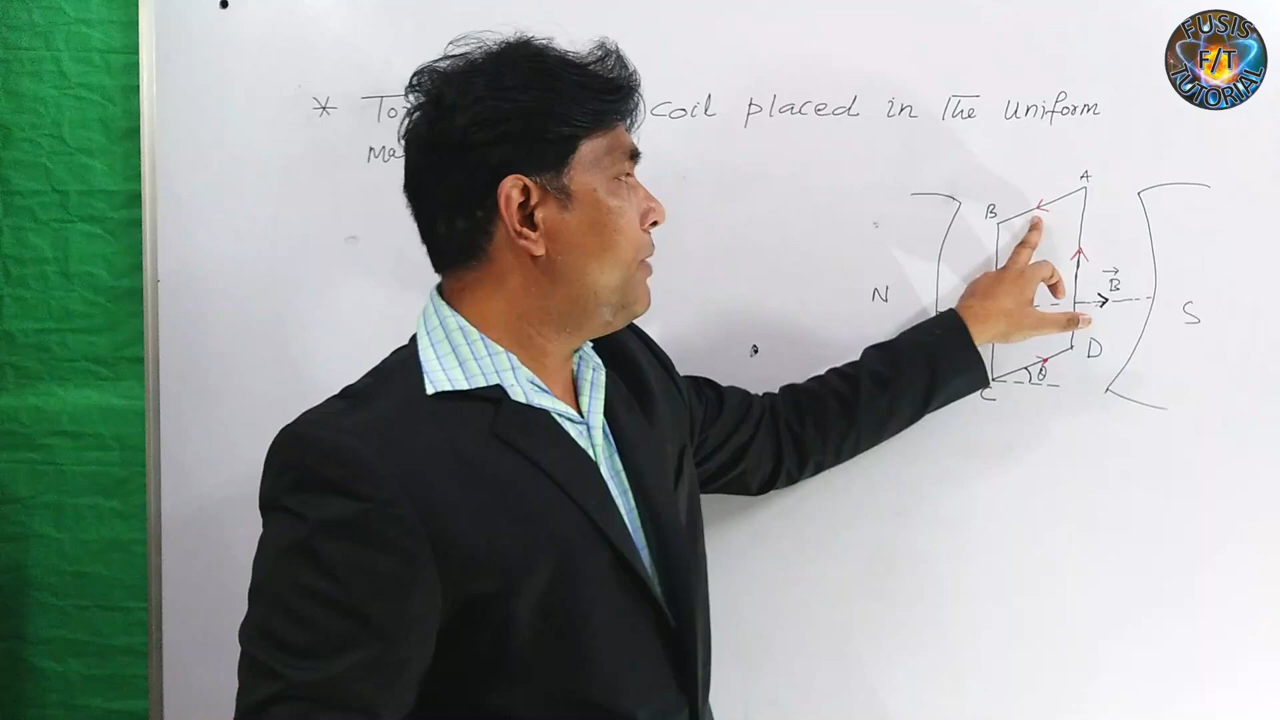 * To coil placed in The uniform
Ma
A
B
N
B
S
D
θ
C
FUSIS
F/T
TUTORIAL